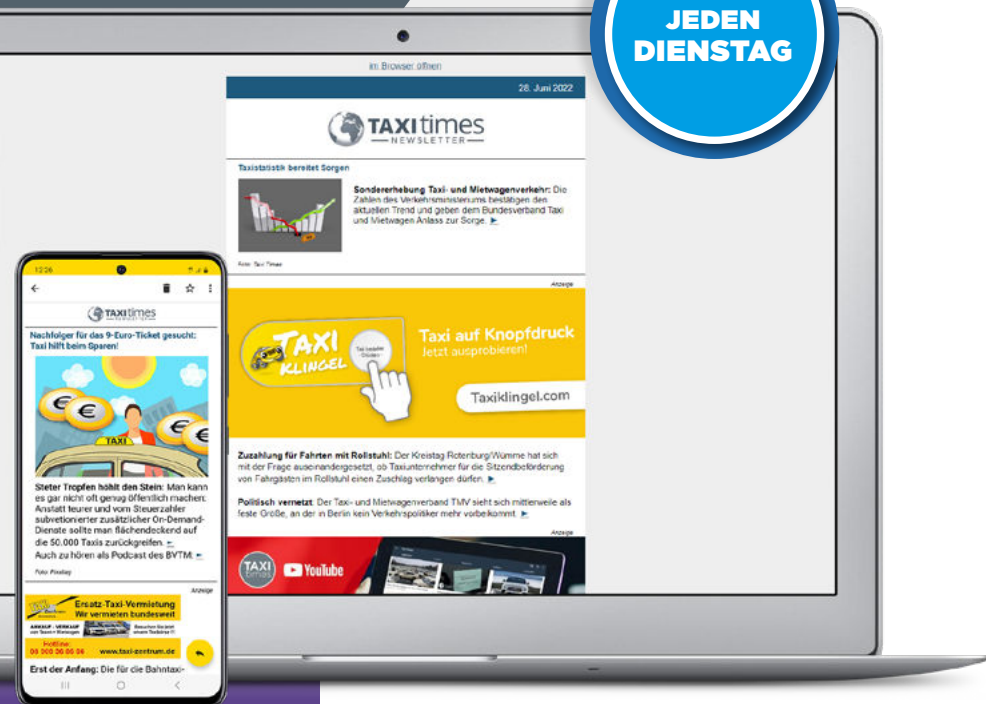 JEDEN
DIENSTAG
im Browser öffnen
28. Juni 2022
TAXItimes
NEWSLETTER
Taxistatistik bereitet Sorgen
Sondererhebung Taxi- und Mietwagenverkehr: Die
Zahlen des Verkehrsministeriums bestätigen den
aktuellen Trend und geben dem Bundesverband Taxi
und Mietwagen Anlass zur Sorge.
Foto: Taxi Times
Anzeige
TAXI
KLINGEL
Taxi auf Knopfdruck
Jetzt ausprobieren!
Taxiklingel.com
Zuzahlung für Fahrten mit Rollstuhl: Der Kreistag Rotenburg/Wümme hat sich
mit der Frage auseinandergesetzt, ob Taxiunternehmer für die Sitzendbeförderung
von Fahrgästen im Rollstuhl einen Zuschlag verlangen dürfen.
Politisch vernetzt: Der Taxi- und Mietwagenverband TMV sieht sich mittlerweile als
feste Größe, an der in Berlin kein Verkehrspolitiker mehr vorbeikommt.
Anzeige
TAXI
times
YouTube
12:26
TAXItimes
NEWSLETTER
Nachfolger für das 9-Euro-Ticket gesucht:
Taxi hilft beim Sparen!
TAXI
Steter Tropfen höhlt den Stein: Man kann
es gar nicht oft genug öffentlich machen:
Anstatt teurer und vom Steuerzahler
subventionierter zusätzlicher On-Demand-
Dienste sollte man flächendeckend auf
die 50.000 Taxis zurückgreifen.
Auch zu hören als Podcast des BVTM:
Foto: Pixabay
Anzeige
Ersatz-Taxi-Vermietung
Wir vermieten bundesweit
ANKAUF - VERKAUF
Hotline:
www.taxi-zentrum.de
Erst der Anfang: Die für die Bahntaxi-